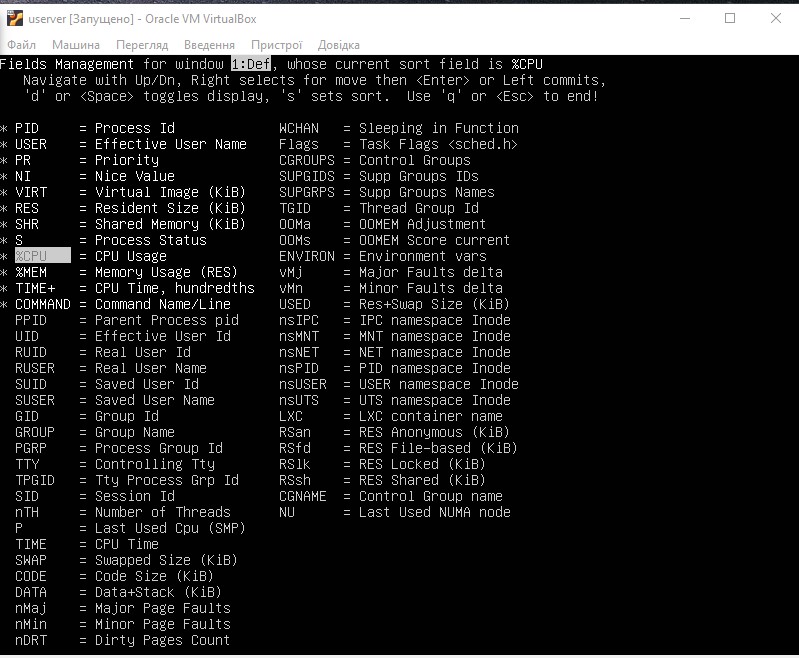 userver [Запущено] - Oracle VM VirtualBox
Файл Машина Перегляд Введення Пристрої Довідка
Fields Management for window 1:Def, whose current sort field is %CPU
Navigate with Up/Dn, Right selects for move then <Enter> or Left commits,
'd' or <Space> toggles display, 's' sets sort. Use 'q' or <Esc> to end!
* PID = Process Id WCHAN = Sleeping in Function
* USER = Effective User Name Flags = Task Flags <sched.h>
* PR = Priority CGROUPS = Control Groups
* NI = Nice Value SUPGIDS = Supp Groups IDs
* VIRT = Virtual Image (KiB) SUPGRPS = Supp Groups Names
* RES = Resident Size (KiB) TGID = Thread Group Id
* SHR = Shared Memory (KiB) OOMa = OOMEM Adjustment
* S = Process Status OOMs = OOMEM Score current
* %CPU = CPU Usage ENVIRON = Environment vars
* %MEM = Memory Usage (RES) vMj = Major Faults delta
* TIME+ = CPU Time, hundredths vMn = Minor Faults delta
* COMMAND = Command Name/Line USED = Res+Swap Size (KiB)
PPID = Parent Process pid nsIPC = IPC namespace Inode
UID = Effective User Id nsMNT = MNT namespace Inode
RUID = Real User Id nsNET = NET namespace Inode
RUSER = Real User Name nsPID = PID namespace Inode
SUID = Saved User Id nsUSER = USER namespace Inode
SUSER = Saved User Name nsUTS = UTS namespace Inode
GID = Group Id LXC = LXC container name
GROUP = Group Name RSan = RES Anonymous (KiB)
PGRP = Process Group Id RSfd = RES File-based (KiB)
TTY = Controlling Tty RSlk = RES Locked (KiB)
TPGID = Tty Process Grp Id RSsh = RES Shared (KiB)
SID = Session Id CGNAME = Control Group name
nTH = Number of Threads NU = Last Used NUMA node
P = Last Used Cpu (SMP)
TIME = CPU Time
SWAP = Swapped Size (KiB)
CODE = Code Size (KiB)
DATA = Data+Stack (KiB)
nMaj = Major Page Faults
nMin = Minor Page Faults
nDRT = Dirty Pages Count